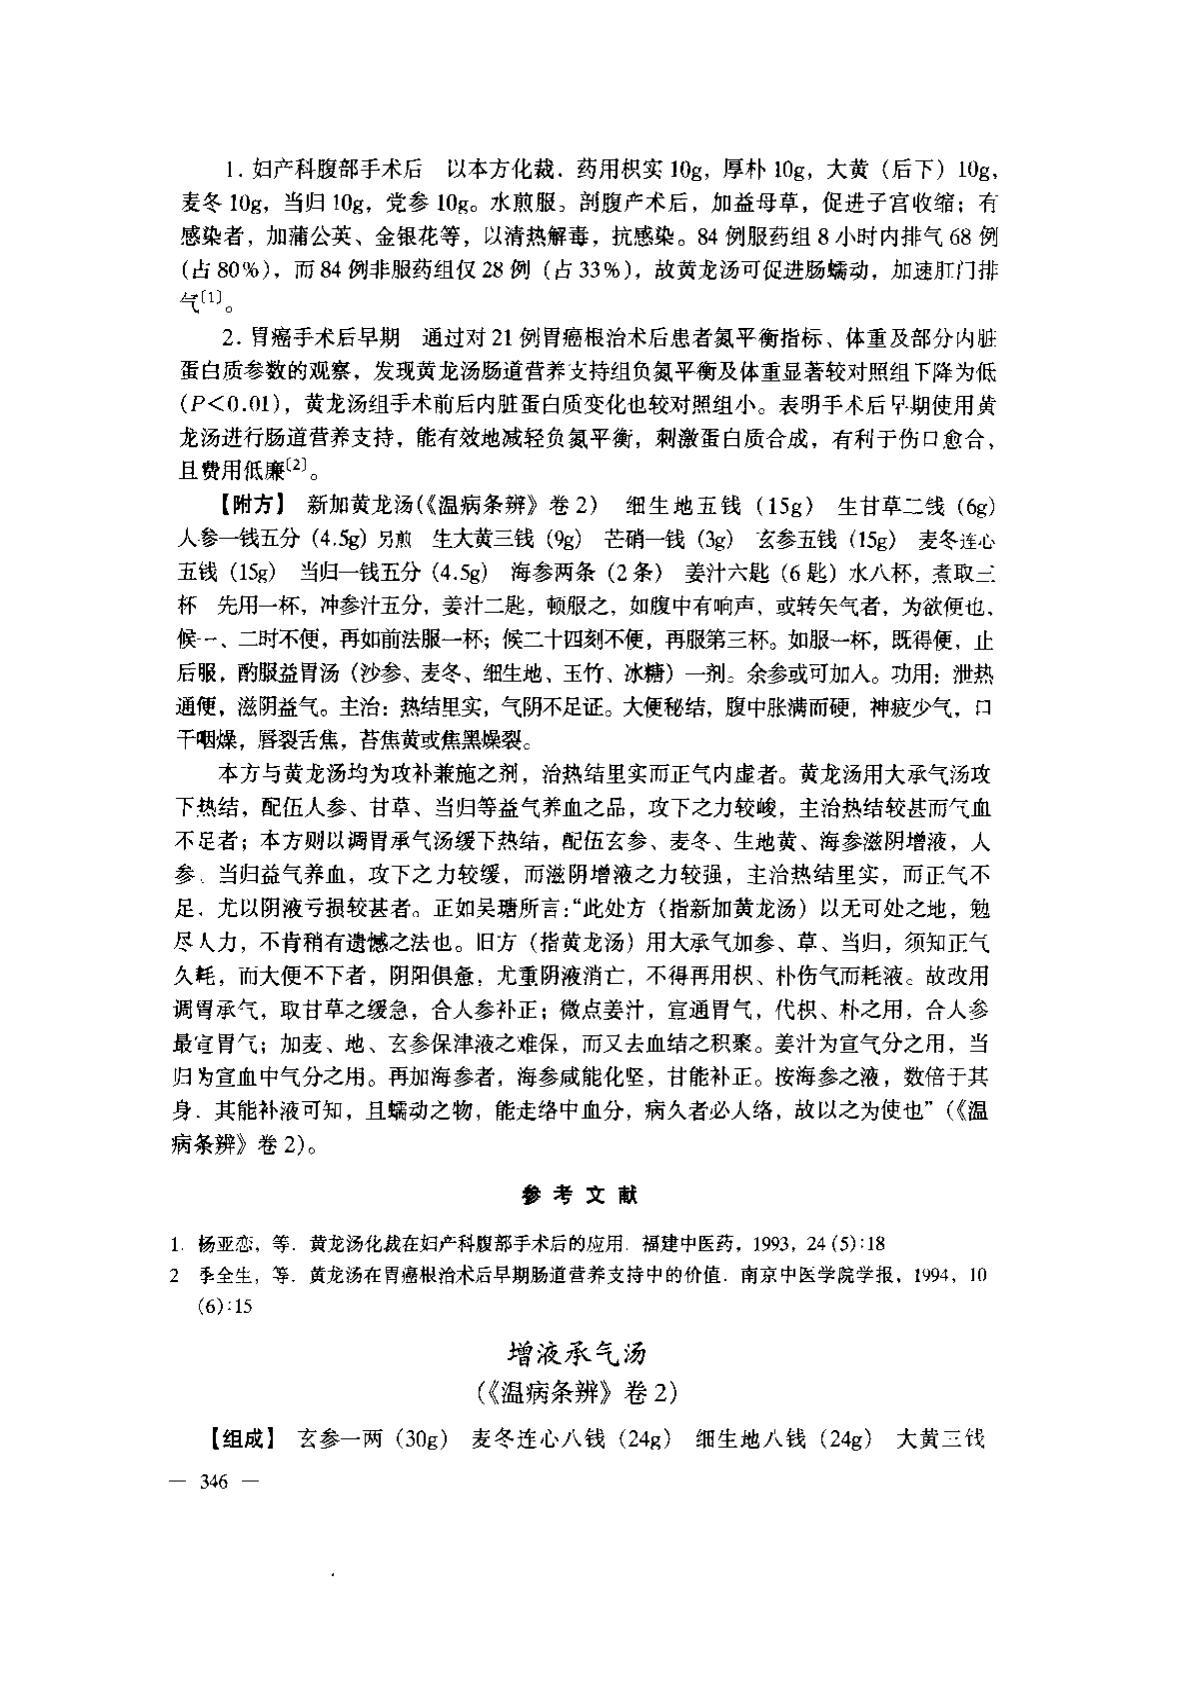 1. 妇产科腹部手术后　以本方化裁. 药用枳实 10g，厚朴 10g，大黄（后下）10g，
麦冬 10g，当归 10g，党参 10g。水煎服。剖腹产术后，加益母草，促进子宫收缩；有
感染者，加蒲公英、金银花等，以清热解毒，抗感染。84 例服药组 8 小时内排气 68 例
（占 80%），而 84 例非服药组仅 28 例（占 33%），故黄龙汤可促进肠蠕动，加速肛门排
气〔1〕。
2. 胃癌手术后早期　通过对 21 例胃癌根治术后患者氮平衡指标、体重及部分内脏
蛋白质参数的观察，发现黄龙汤肠道营养支持组负氮平衡及体重显著较对照组下降为低
（P<0.01），黄龙汤组手术前后内脏蛋白质变化也较对照组小。表明手术后早期使用黄
龙汤进行肠道营养支持，能有效地减轻负氮平衡，刺激蛋白质合成，有利于伤口愈合，
且费用低廉〔2〕。
【附方】　新加黄龙汤(《温病条辨》卷 2)　细生地五钱（15g）　生甘草二钱（6g）
人参一钱五分（4.5g）另煎　生大黄三钱（9g）　芒硝一钱（3g）　玄参五钱（15g）　麦冬连心
五钱（15g）　当归一钱五分（4.5g）　海参两条（2 条）　姜汁六匙（6 匙）水八杯，煮取三
杯　先用一杯，冲参汁五分，姜汁二匙，顿服之，如腹中有响声，或转矢气者，为欲便也，
候一、二时不便，再如前法服一杯；候二十四刻不便，再服第三杯。如服一杯，既得便，止
后服，酌服益胃汤（沙参、麦冬、细生地、玉竹、冰糖）一剂。余参或可加人。功用：泄热
通便，滋阴益气。主治：热结里实，气阴不足证。大便秘结，腹中胀满而硬，神疲少气，口
干咽燥，唇裂舌焦，苔焦黄或焦黑燥裂。
本方与黄龙汤均为攻补兼施之剂，治热结里实而正气内虚者。黄龙汤用大承气汤攻
下热结，配伍人参、甘草、当归等益气养血之品，攻下之力较峻，主治热结较甚而气血
不足者；本方则以调胃承气汤缓下热结，配伍玄参、麦冬、生地黄、海参滋阴增液，人
参、当归益气养血，攻下之力较缓，而滋阴增液之力较强，主治热结里实，而正气不
足、尤以阴液亏损较甚者。正如吴瑭所言：“此处方（指新加黄龙汤）以无可处之地，勉
尽人力，不肯稍有遗憾之法也。旧方（指黄龙汤）用大承气加参、草、当归，须知正气
久耗，而大便不下者，阴阳俱惫，尤重阴液消亡，不得再用枳、朴伤气而耗液。故改用
调胃承气，取甘草之缓急，合人参补正；微点姜汁，宣通胃气，代枳、朴之用，合人参
最宣胃气；加麦、地、玄参保津液之难保，而又去血结之积聚。姜汁为宣气分之用，当
归为宣血中气分之用。再加海参者，海参咸能化坚，甘能补正。按海参之液，数倍于其
身．其能补液可知，且蠕动之物，能走络中血分，病久者必人络，故以之为使也”（《温
病条辨》卷 2）。
参 考 文 献
1. 杨亚恋，等. 黄龙汤化裁在妇产科腹部手术后的应用. 福建中医药，1993，24 (5)：18
2 季全生，等. 黄龙汤在胃癌根治术后早期肠道营养支持中的价值. 南京中医学院学报，1994，10
(6)：15
增液承气汤
（《温病条辨》卷 2）
【组成】　玄参一两（30g）　麦冬连心八钱（24g）　细生地八钱（24g）　大黄三钱
— 346 —